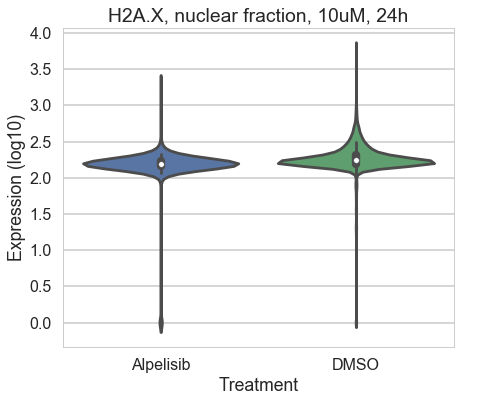 H2A.X, nuclear fraction, 10uM, 24h
Expression (log10)
4.0
3.5
3.0
2.5
2.0
1.5
1.0
0.5
0.0
Alpelisib
DMSO
Treatment